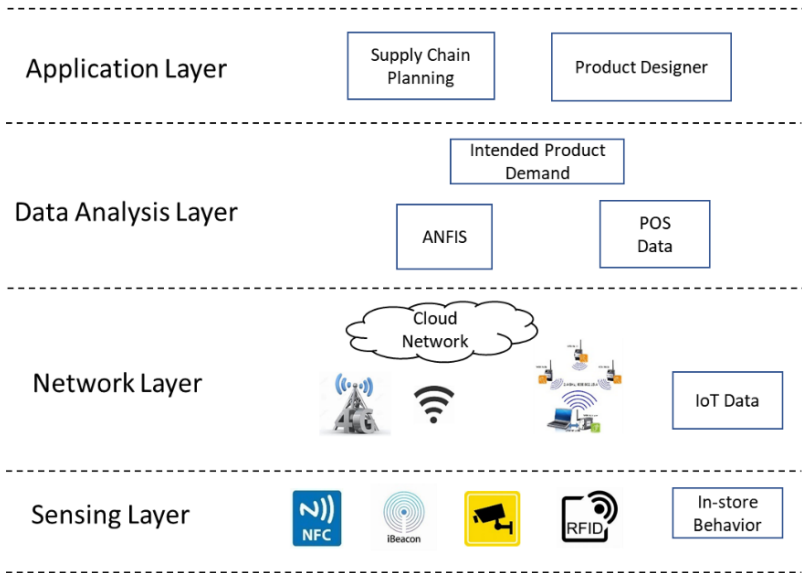 Application Layer
Supply Chain
Planning
Product Designer
Intended Product
Demand
Data Analysis Layer
ANFIS
POS
Data
Cloud
Network
Network Layer
4G
IoT Data
Sensing Layer
NFC
iBeacon
RFID
In-store
Behavior